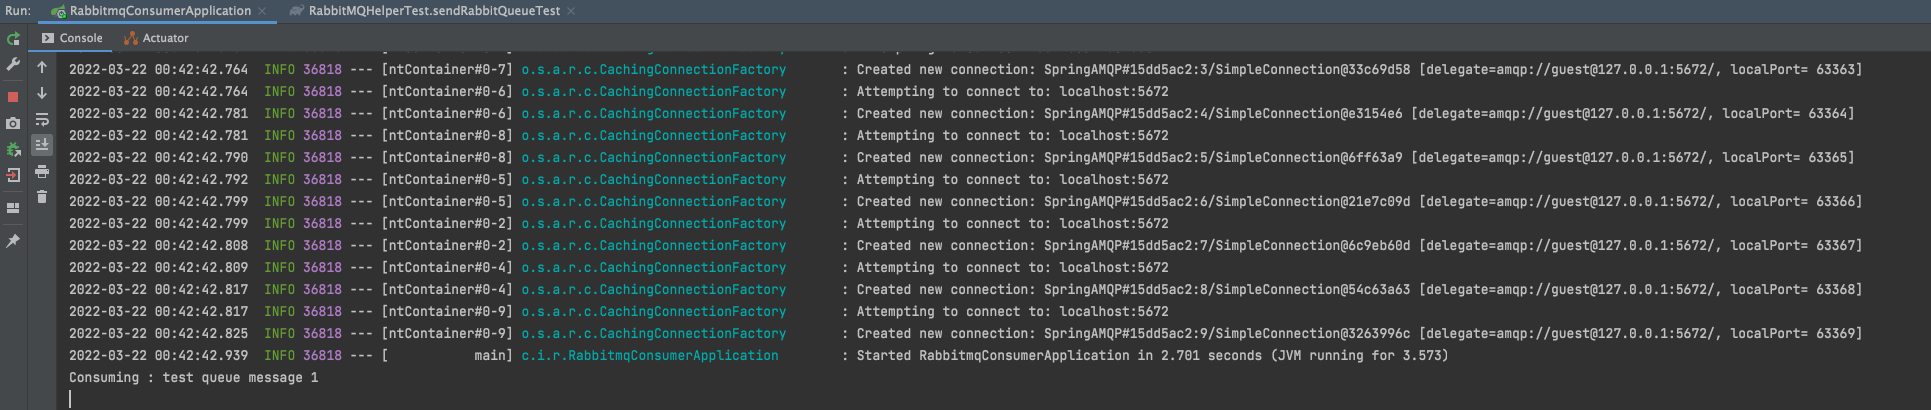 Run: RabbitmqConsumerApplication × RabbitMQHelperTest.sendRabbitQueueTest ×
Console Actuator
2022-03-22 00:42:42.764  INFO 36818 --- [ntContainer#0-7] o.s.a.r.c.CachingConnectionFactory       : Created new connection: SpringAMQP#15dd5ac2:3/SimpleConnection@33c69d58 [delegate=amqp://guest@127.0.0.1:5672/, localPort= 63363]
2022-03-22 00:42:42.764  INFO 36818 --- [ntContainer#0-6] o.s.a.r.c.CachingConnectionFactory       : Attempting to connect to: localhost:5672
2022-03-22 00:42:42.781  INFO 36818 --- [ntContainer#0-6] o.s.a.r.c.CachingConnectionFactory       : Created new connection: SpringAMQP#15dd5ac2:4/SimpleConnection@e3154e6 [delegate=amqp://guest@127.0.0.1:5672/, localPort= 63364]
2022-03-22 00:42:42.781  INFO 36818 --- [ntContainer#0-8] o.s.a.r.c.CachingConnectionFactory       : Attempting to connect to: localhost:5672
2022-03-22 00:42:42.790  INFO 36818 --- [ntContainer#0-8] o.s.a.r.c.CachingConnectionFactory       : Created new connection: SpringAMQP#15dd5ac2:5/SimpleConnection@6ff63a9 [delegate=amqp://guest@127.0.0.1:5672/, localPort= 63365]
2022-03-22 00:42:42.792  INFO 36818 --- [ntContainer#0-5] o.s.a.r.c.CachingConnectionFactory       : Attempting to connect to: localhost:5672
2022-03-22 00:42:42.799  INFO 36818 --- [ntContainer#0-5] o.s.a.r.c.CachingConnectionFactory       : Created new connection: SpringAMQP#15dd5ac2:6/SimpleConnection@21e7c09d [delegate=amqp://guest@127.0.0.1:5672/, localPort= 63366]
2022-03-22 00:42:42.799  INFO 36818 --- [ntContainer#0-2] o.s.a.r.c.CachingConnectionFactory       : Attempting to connect to: localhost:5672
2022-03-22 00:42:42.808  INFO 36818 --- [ntContainer#0-2] o.s.a.r.c.CachingConnectionFactory       : Created new connection: SpringAMQP#15dd5ac2:7/SimpleConnection@6c9eb60d [delegate=amqp://guest@127.0.0.1:5672/, localPort= 63367]
2022-03-22 00:42:42.809  INFO 36818 --- [ntContainer#0-4] o.s.a.r.c.CachingConnectionFactory       : Attempting to connect to: localhost:5672
2022-03-22 00:42:42.817  INFO 36818 --- [ntContainer#0-4] o.s.a.r.c.CachingConnectionFactory       : Created new connection: SpringAMQP#15dd5ac2:8/SimpleConnection@54c63a63 [delegate=amqp://guest@127.0.0.1:5672/, localPort= 63368]
2022-03-22 00:42:42.817  INFO 36818 --- [ntContainer#0-9] o.s.a.r.c.CachingConnectionFactory       : Attempting to connect to: localhost:5672
2022-03-22 00:42:42.825  INFO 36818 --- [ntContainer#0-9] o.s.a.r.c.CachingConnectionFactory       : Created new connection: SpringAMQP#15dd5ac2:9/SimpleConnection@3263996c [delegate=amqp://guest@127.0.0.1:5672/, localPort= 63369]
2022-03-22 00:42:42.939  INFO 36818 --- [           main] c.i.r.RabbitmqConsumerApplication        : Started RabbitmqConsumerApplication in 2.701 seconds (JVM running for 3.573)
Consuming : test queue message 1